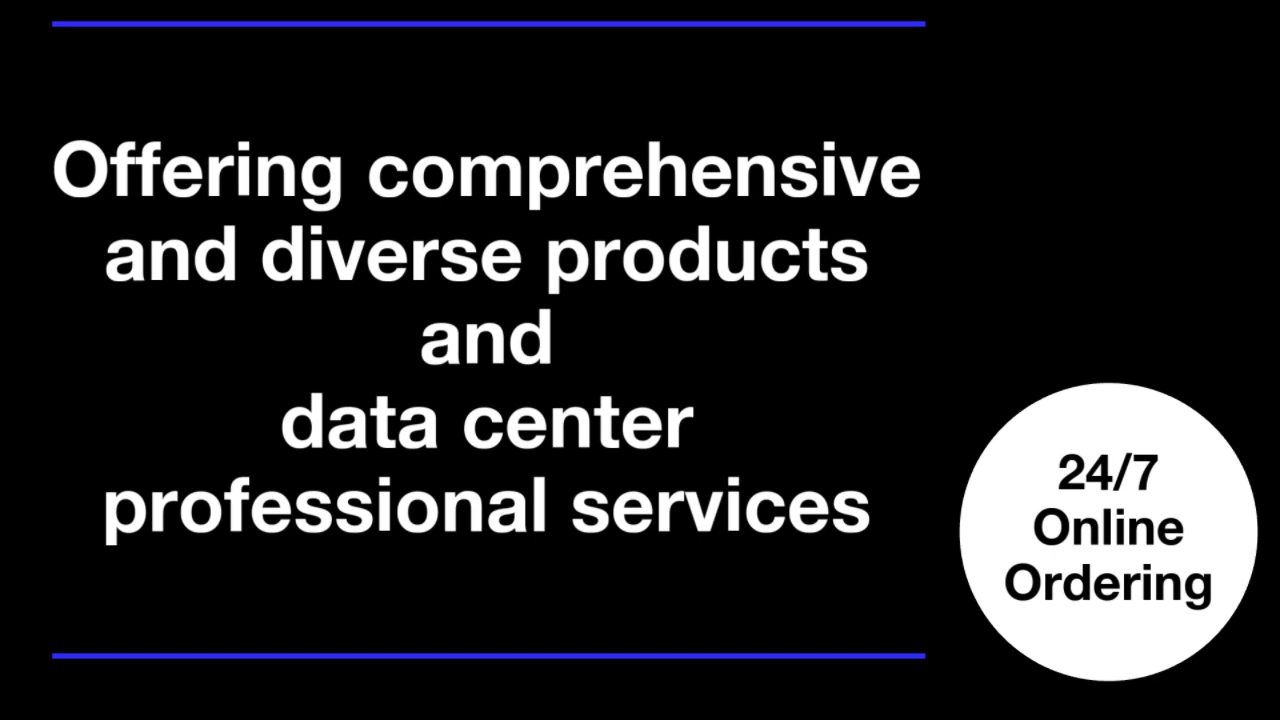 Offering comprehensive
and diverse products
and
data center
professional services
24/7
Online
Ordering